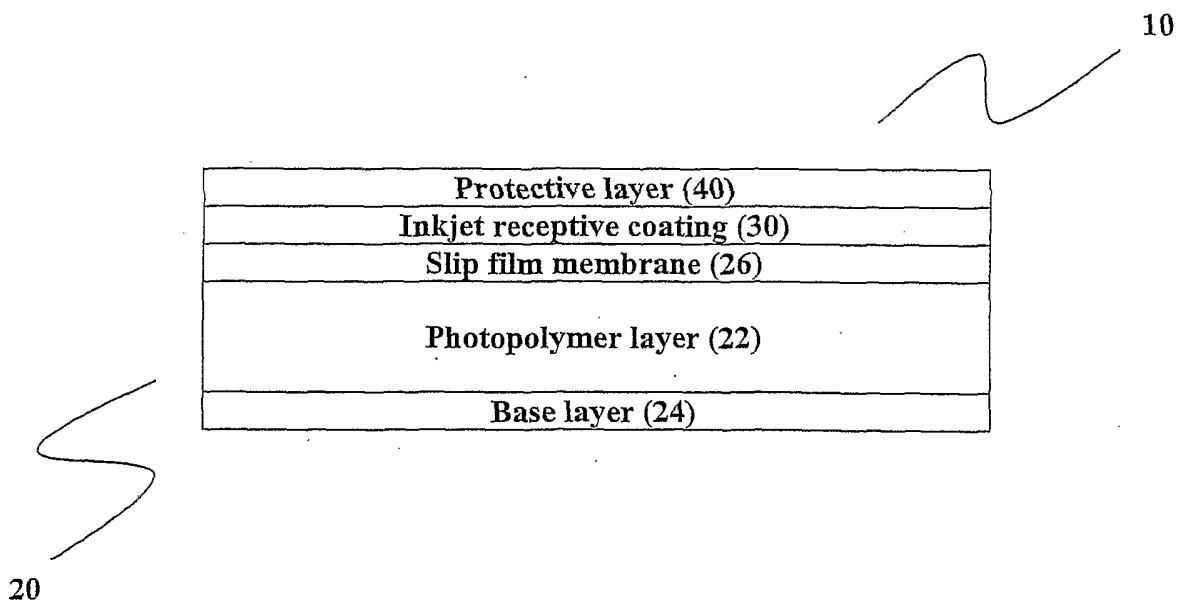 10
Protective layer (40)
Inkjet receptive coating (30)
Slip film membrane (26)
Photopolymer layer (22)
Base layer (24)
20